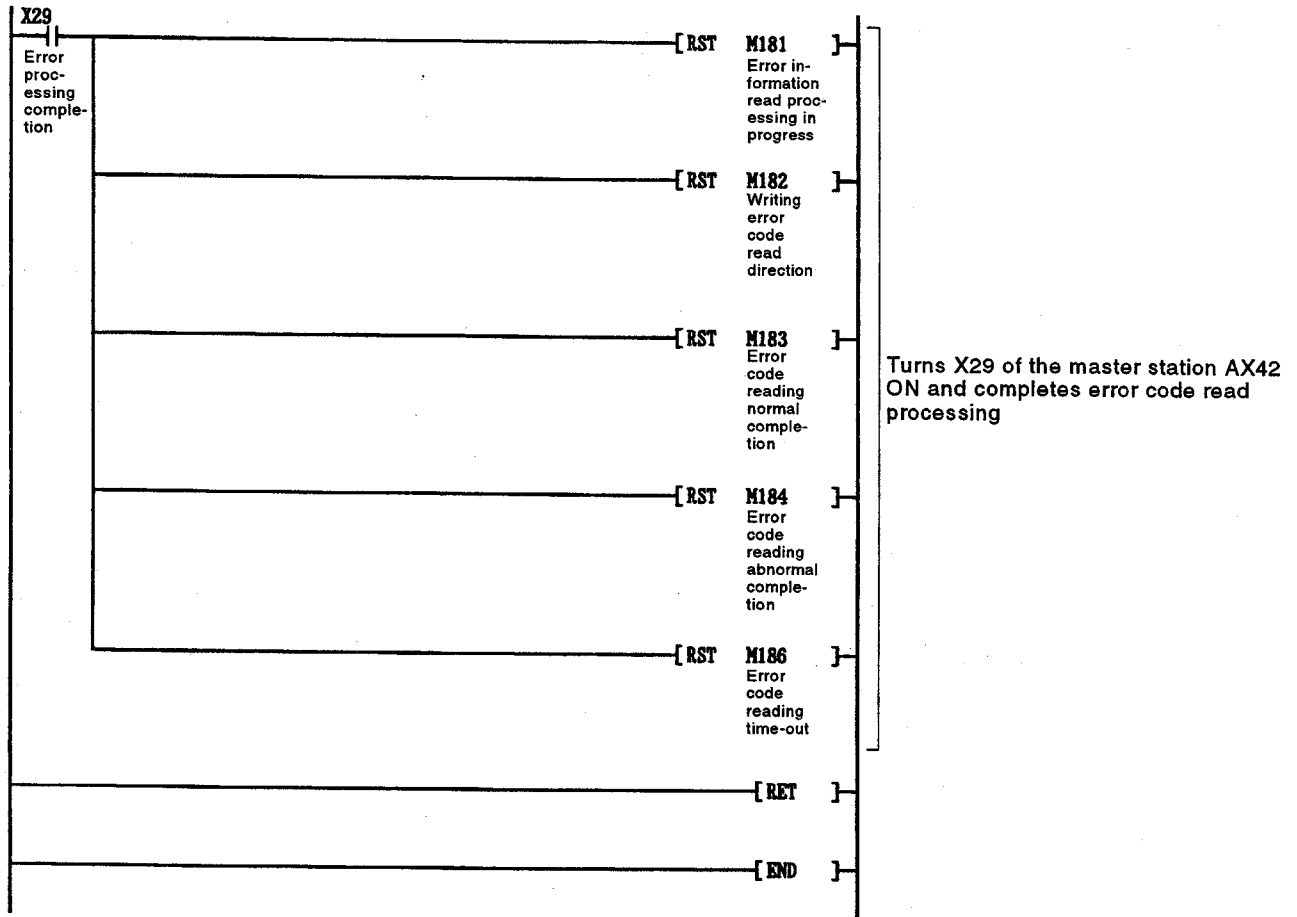 X29
Error
proc-
essing
comple-
tion
[ RST M181 ]
Error in-
formation
read proc-
essing in
progress
[ RST M182 ]
Writing
error
code
read
direction
[ RST M183 ]
Error
code
reading
normal
comple-
tion
[ RST M184 ]
Error
code
reading
abnormal
comple-
tion
[ RST M186 ]
Error
code
reading
time-out
Turns X29 of the master station AX42
ON and completes error code read
processing
[ RET ]
[ END ]